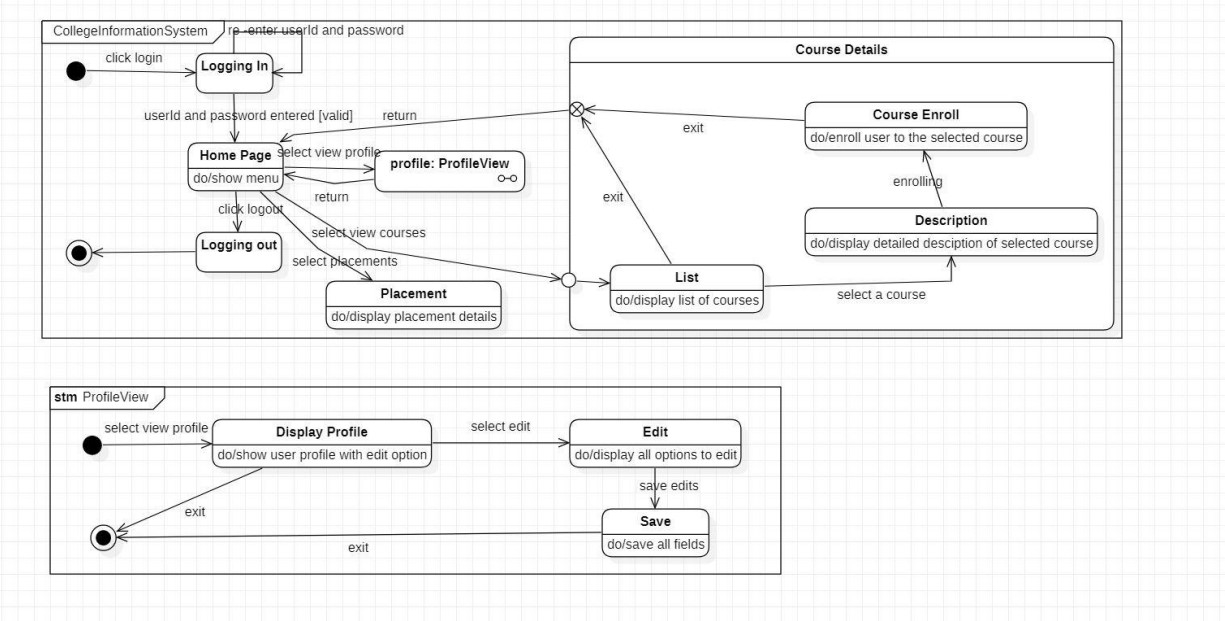 CollegeInformationSystem
re -enter userId and password
Course Details
click login
Logging In
userId and password entered [valid]
return
Course Enroll
do/enroll user to the selected course
exit
Home Page
do/show menu
select view profile
profile: ProfileView
return
enrolling
exit
click logout
select view courses
Description
do/display detailed desciption of selected course
Logging out
select placements
List
do/display list of courses
select a course
Placement
do/display placement details
stm ProfileView
select view profile
Display Profile
do/show user profile with edit option
select edit
Edit
do/display all options to edit
save edits
exit
Save
do/save all fields
exit